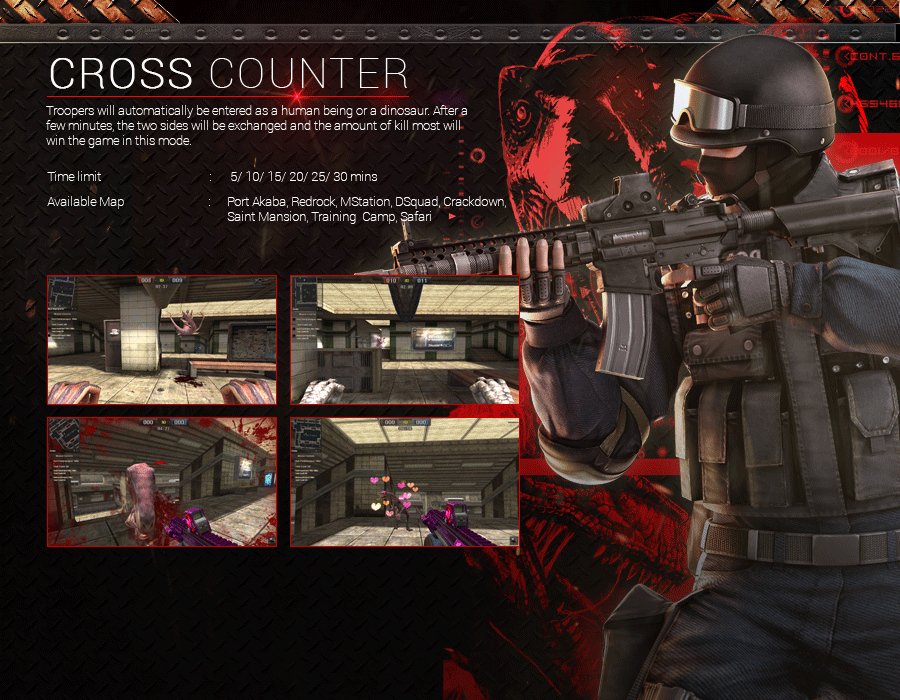 CROSS COUNTER
Troopers will automatically be entered as a human being or a dinosaur. After a
few minutes, the two sides will be exchanged and the amount of kill most will
win the game in this mode.
Time limit : 5/ 10/ 15/ 20/ 25/ 30 mins
Available Map : Port Akaba, Redrock, MStation, DSquad, Crackdown,
Saint Mansion, Training Camp, Safari